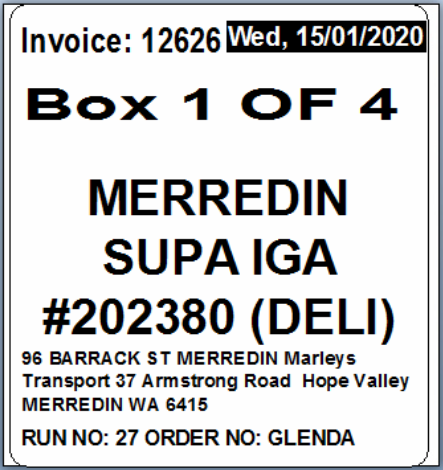 Invoice: 12626 Wed, 15/01/2020
Box 1 OF 4
MERREDIN
SUPA IGA
#202380 (DELI)
96 BARRACK ST MERREDIN Marleys
Transport 37 Armstrong Road  Hope Valley
MERREDIN WA 6415
RUN NO: 27 ORDER NO: GLENDA